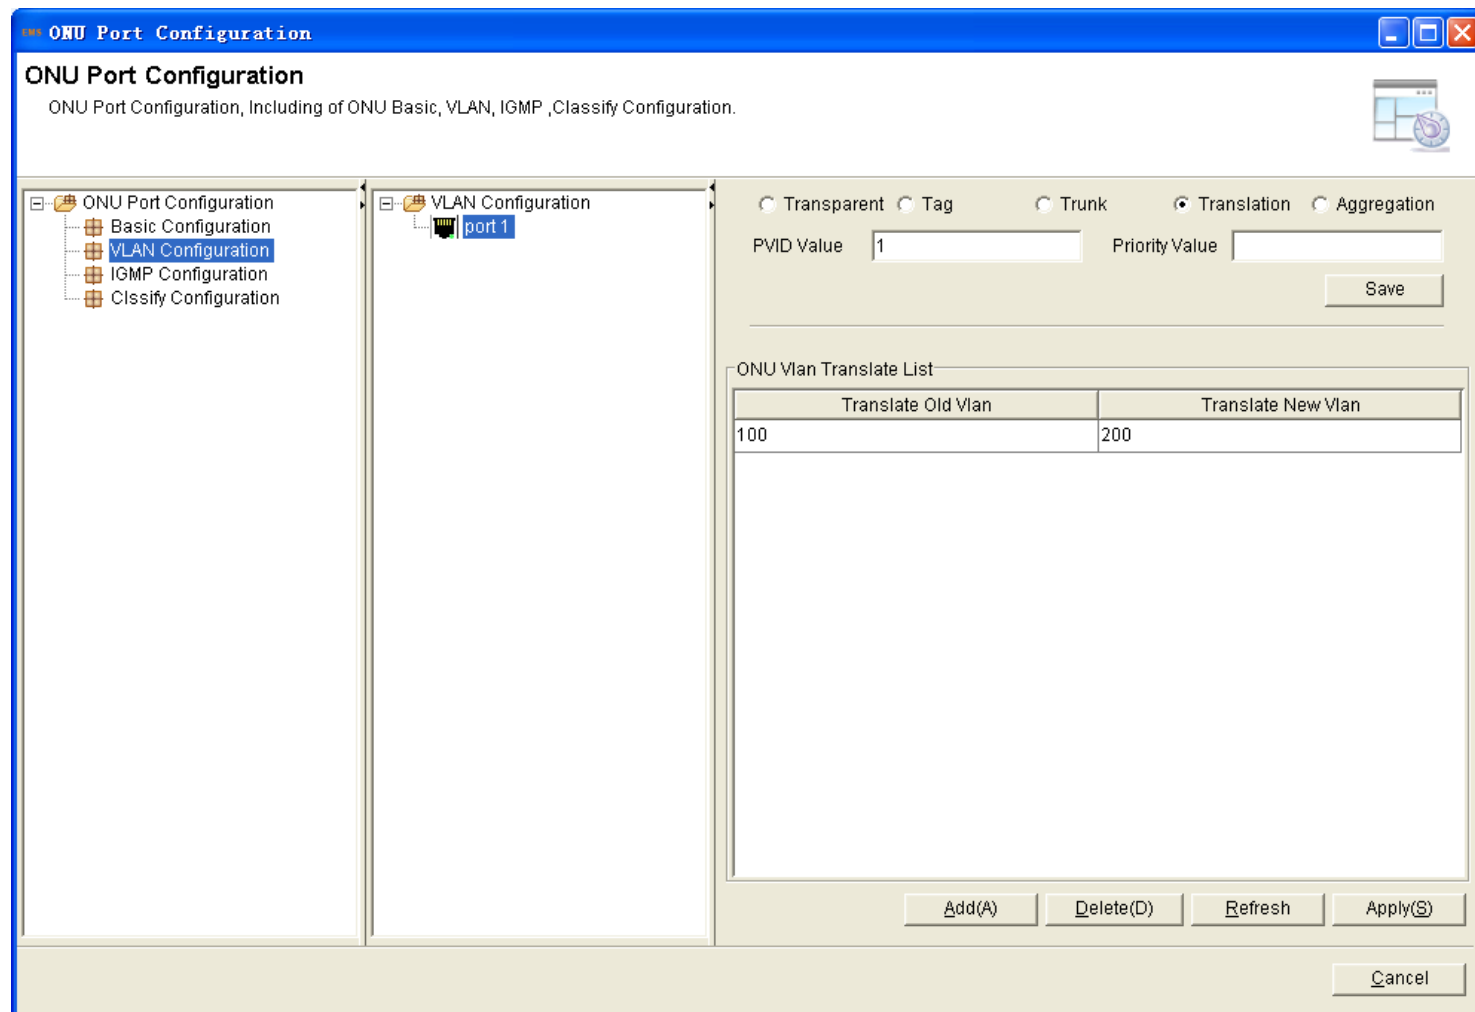 EMS ONU Port Configuration
ONU Port Configuration
ONU Port Configuration, Including of ONU Basic, VLAN, IGMP ,Classify Configuration.
ONU Port Configuration
Basic Configuration
VLAN Configuration
IGMP Configuration
Clssify Configuration
VLAN Configuration
port 1
Transparent Tag Trunk Translation Aggregation
PVID Value 1 Priority Value
Save
ONU Vlan Translate List
Translate Old Vlan Translate New Vlan
100 200
Add(A) Delete(D) Refresh Apply(S)
Cancel